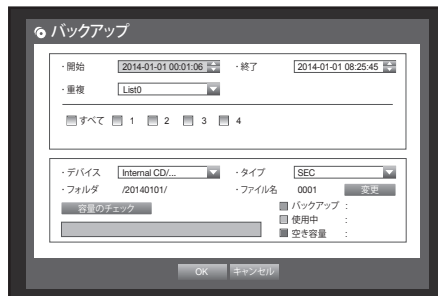 バックアップ
・開始 2014-01-01 00:01:06 ・終了 2014-01-01 08:25:45
・重複 List0
すべて 1 2 3 4
・デバイス Internal CD/... ・タイプ SEC
・フォルダ /20140101/ ・ファイル名 0001 変更
容量のチェック バックアップ :
使用中 :
空き容量 :
OK キャンセル